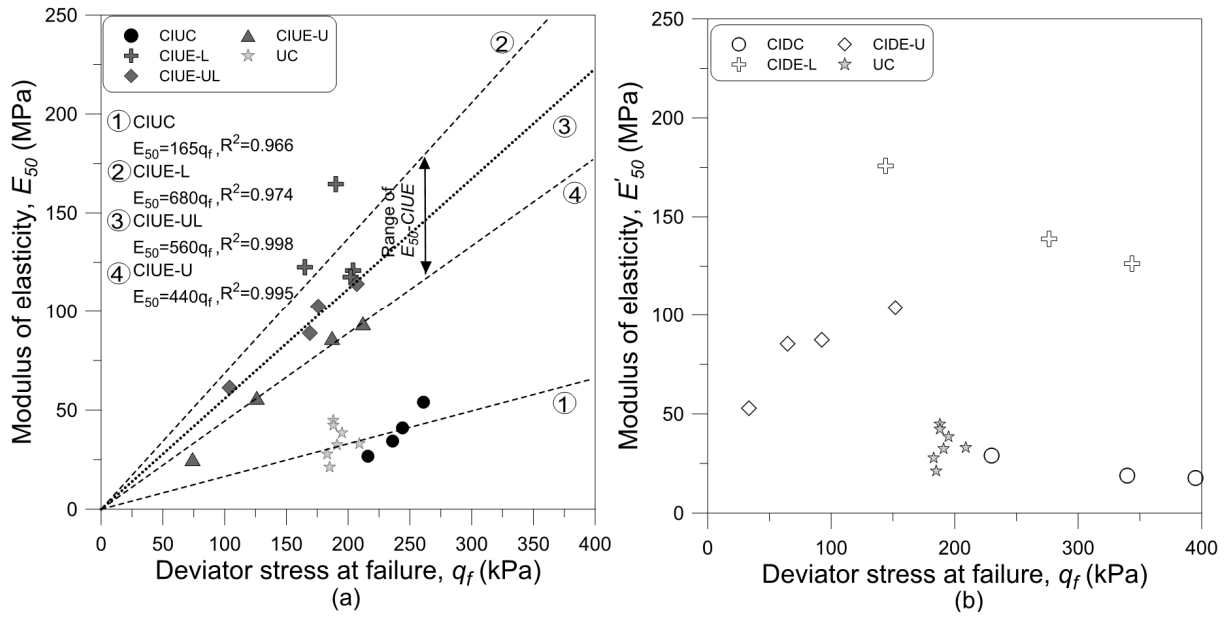 250
200
150
100
50
0
Modulus of elasticity, E50 (MPa)
CIUC
CIUE-L
CIUE-UL
CIUE-U
UC
① CIUC
E50=165qf, R²=0.966
② CIUE-L
E50=680qf, R²=0.974
③ CIUE-UL
E50=560qf, R²=0.998
④ CIUE-U
E50=440qf, R²=0.995
②
③
④
①
Range of
E50-CIUE
0 50 100 150 200 250 300 350 400
Deviator stress at failure, qf (kPa)
(a)
250
200
150
100
50
0
Modulus of elasticity, E'50 (MPa)
CIDC
CIDE-L
CIDE-U
UC
0 100 200 300 400
Deviator stress at failure, qf (kPa)
(b)